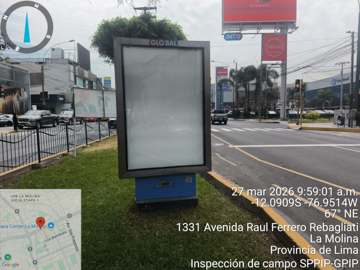 GLOBAL
27 mar 2026 9:59:01 a.m.
-12.0909S -76.9514W
67° NE
1331 Avenida Raul Ferrero Rebagliati
La Molina
Provincia de Lima
Inspección de campo SPPIP-GPIP